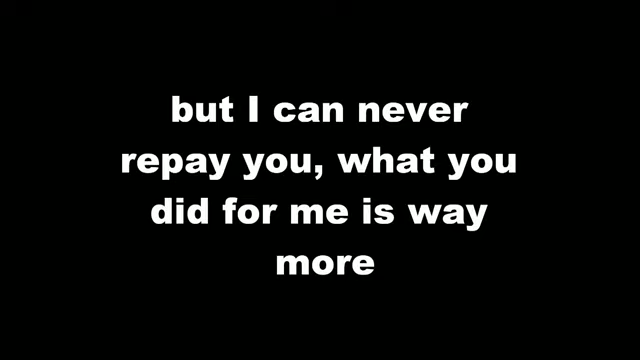 but I can never
repay you, what you
did for me is way
more